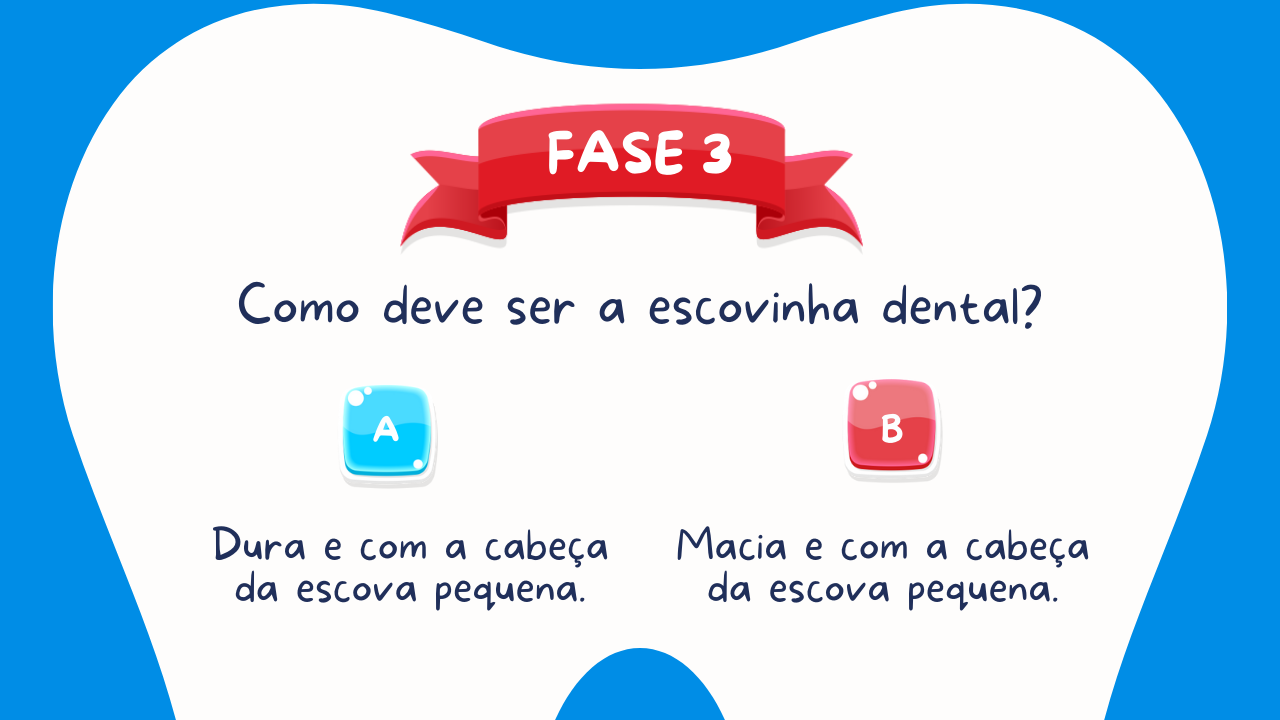 FASE 3
Como deve ser a escovinha dental?
A
B
Dura e com a cabeça
da escova pequena.
Macia e com a cabeça
da escova pequena.